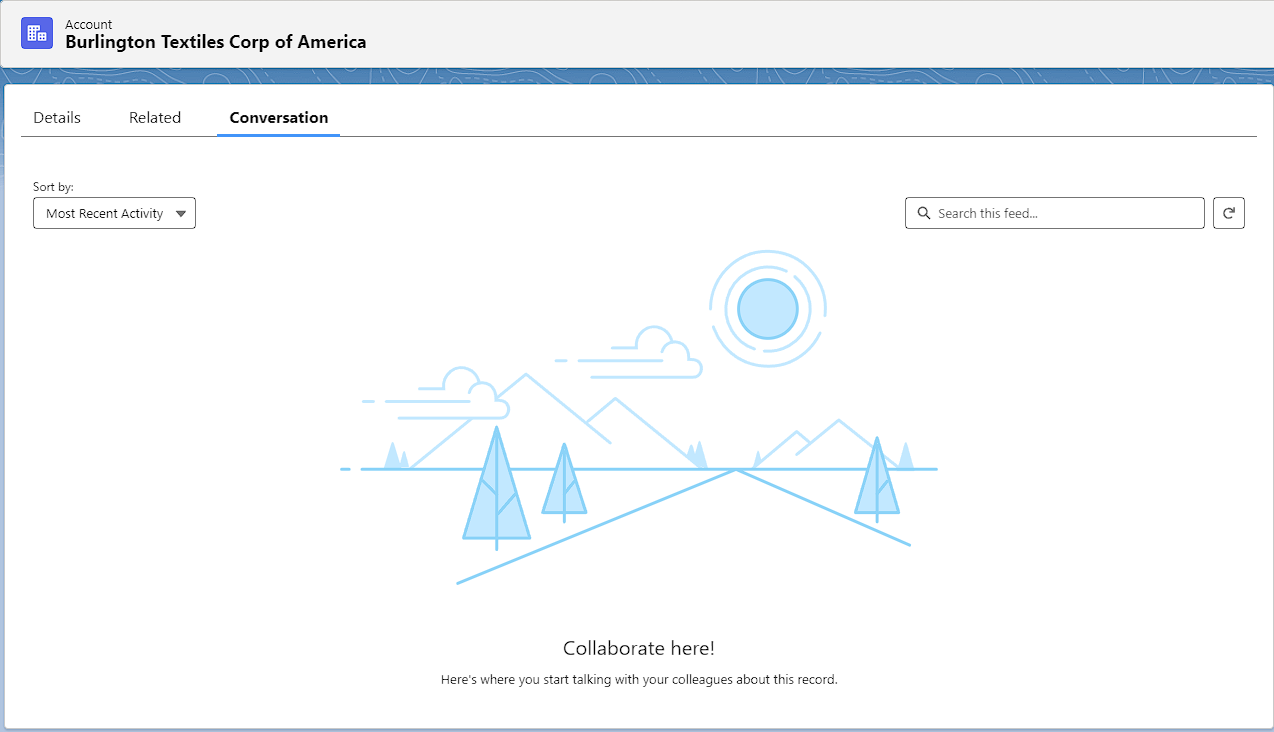 Account
Burlington Textiles Corp of America
Details Related Conversation
Sort by:
Most Recent Activity
Search this feed...
Collaborate here!
Here's where you start talking with your colleagues about this record.